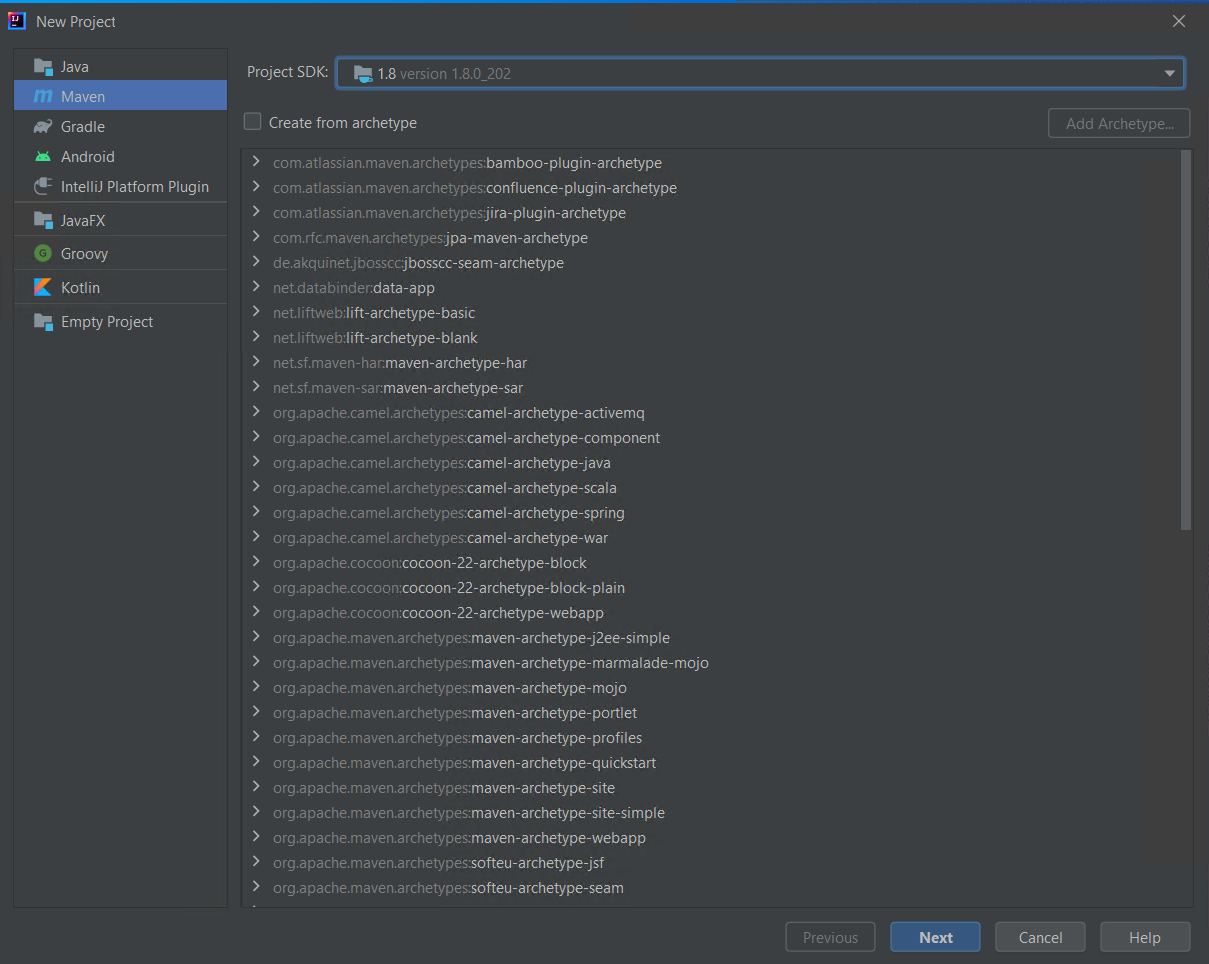 New Project
Java
Maven
Gradle
Android
IntelliJ Platform Plugin
JavaFX
Groovy
Kotlin
Empty Project
Project SDK: 1.8 version 1.8.0_202
Create from archetype
Add Archetype...
com.atlassian.maven.archetypes:bamboo-plugin-archetype
com.atlassian.maven.archetypes:confluence-plugin-archetype
com.atlassian.maven.archetypes:jira-plugin-archetype
com.rfc.maven.archetypes:jpa-maven-archetype
de.akquinet.jbosscc:jbosscc-seam-archetype
net.databinder:data-app
net.liftweb:lift-archetype-basic
net.liftweb:lift-archetype-blank
net.sf.maven-har:maven-archetype-har
net.sf.maven-sar:maven-archetype-sar
org.apache.camel.archetypes:camel-archetype-activemq
org.apache.camel.archetypes:camel-archetype-component
org.apache.camel.archetypes:camel-archetype-java
org.apache.camel.archetypes:camel-archetype-scala
org.apache.camel.archetypes:camel-archetype-spring
org.apache.camel.archetypes:camel-archetype-war
org.apache.cocoon:cocoon-22-archetype-block
org.apache.cocoon:cocoon-22-archetype-block-plain
org.apache.cocoon:cocoon-22-archetype-webapp
org.apache.maven.archetypes:maven-archetype-j2ee-simple
org.apache.maven.archetypes:maven-archetype-marmalade-mojo
org.apache.maven.archetypes:maven-archetype-mojo
org.apache.maven.archetypes:maven-archetype-portlet
org.apache.maven.archetypes:maven-archetype-profiles
org.apache.maven.archetypes:maven-archetype-quickstart
org.apache.maven.archetypes:maven-archetype-site
org.apache.maven.archetypes:maven-archetype-site-simple
org.apache.maven.archetypes:maven-archetype-webapp
org.apache.maven.archetypes:softeu-archetype-jsf
org.apache.maven.archetypes:softeu-archetype-seam
Previous
Next
Cancel
Help